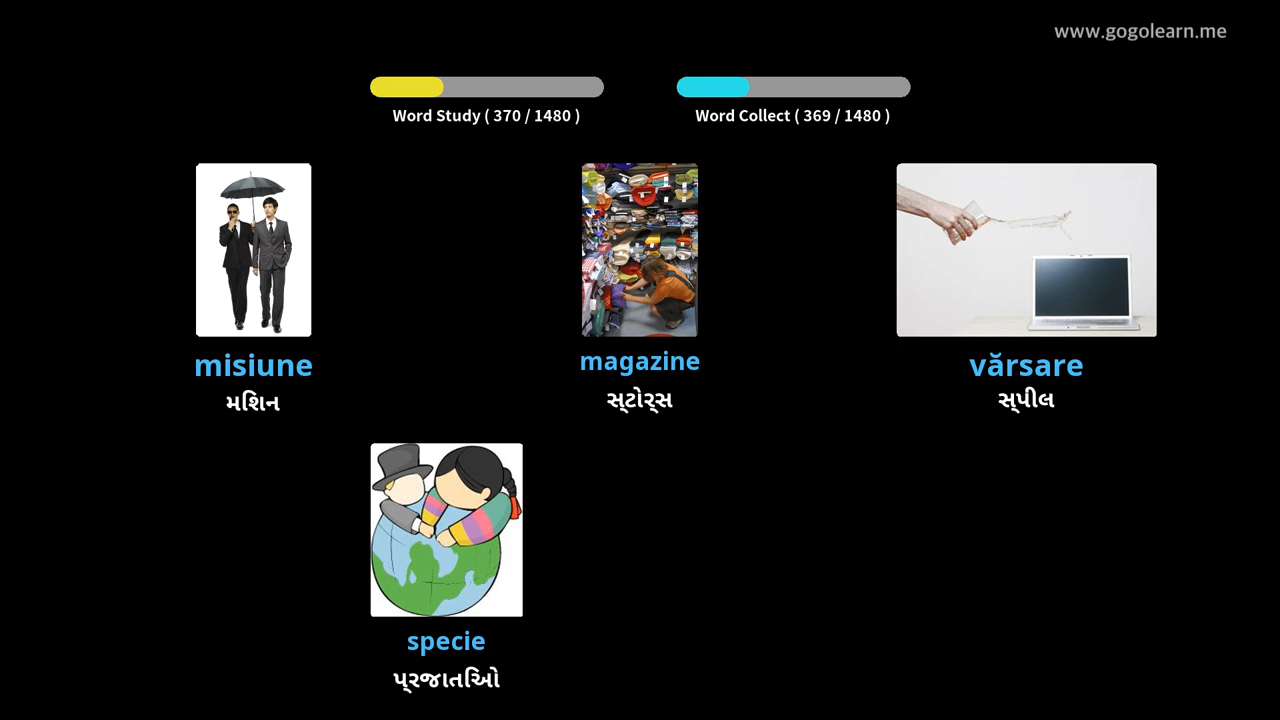 www.gogolearn.me
Word Study ( 370 / 1480 )
Word Collect ( 369 / 1480 )
misiune
મશિન
magazine
સ્ટોર્સ
vărsare
સ્પીલ
specie
પ્રજાતિઓ